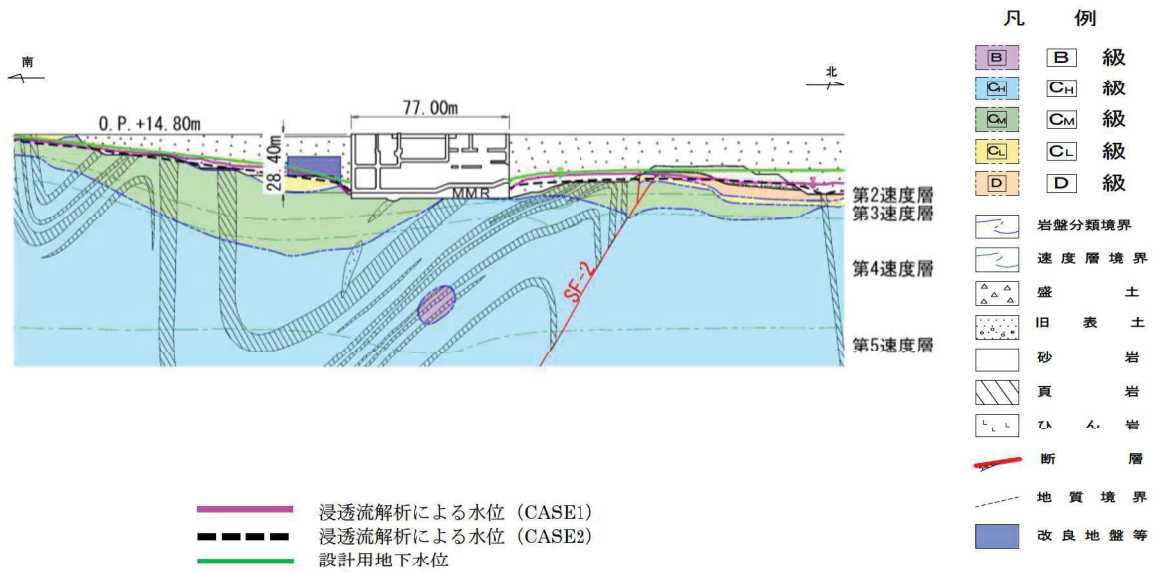 南
北
77.00m
O.P.+14.80m
28.40m
MMR
SF-2
第2速度層
第3速度層
第4速度層
第5速度層
浸透流解析による水位（CASE1）
浸透流解析による水位（CASE2）
設計用地下水位
凡 例
B B 級
CH CH 級
CM CM 級
CL CL 級
D D 級
岩盤分類境界
速度層境界
盛土
旧表土
砂岩
頁岩
ひん岩
断層
地質境界
改良地盤等